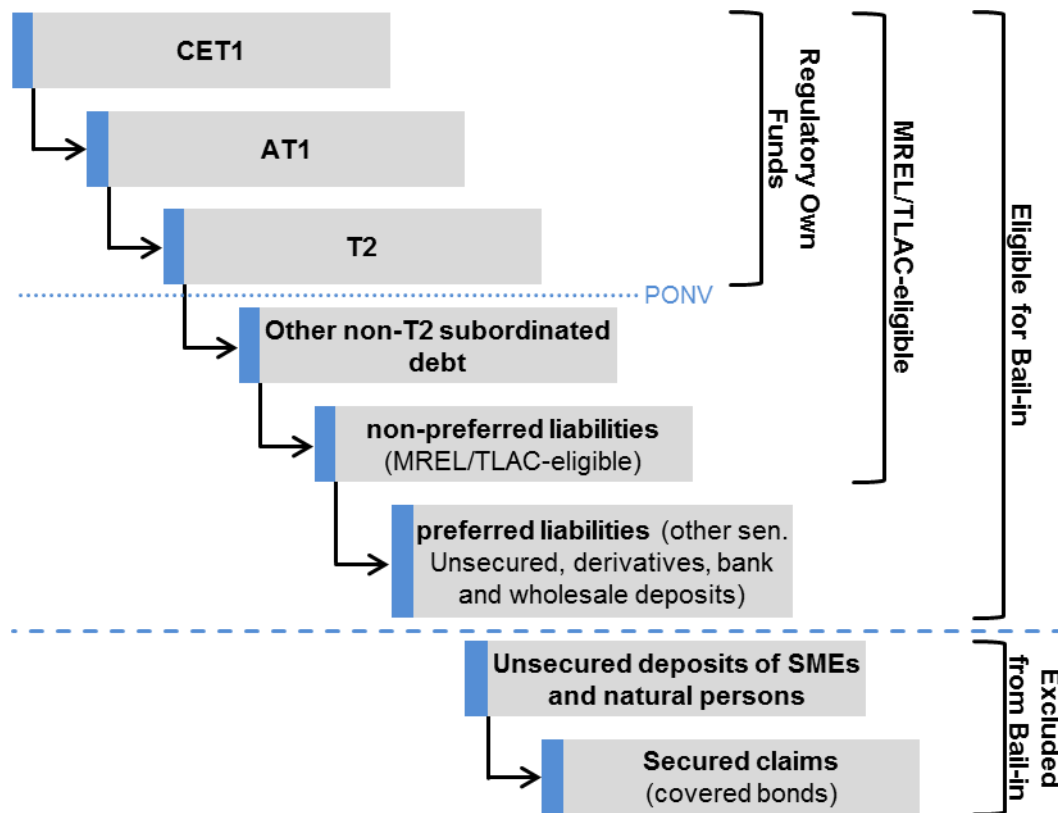 CET1
AT1
T2
PONV
Other non-T2 subordinated
debt
non-preferred liabilities
(MREL/TLAC-eligible)
preferred liabilities (other sen.
Unsecured, derivatives, bank
and wholesale deposits)
Unsecured deposits of SMEs
and natural persons
Secured claims
(covered bonds)
Regulatory Own
Funds
MREL/TLAC-eligible
Eligible for Bail-in
Excluded
from Bail-in